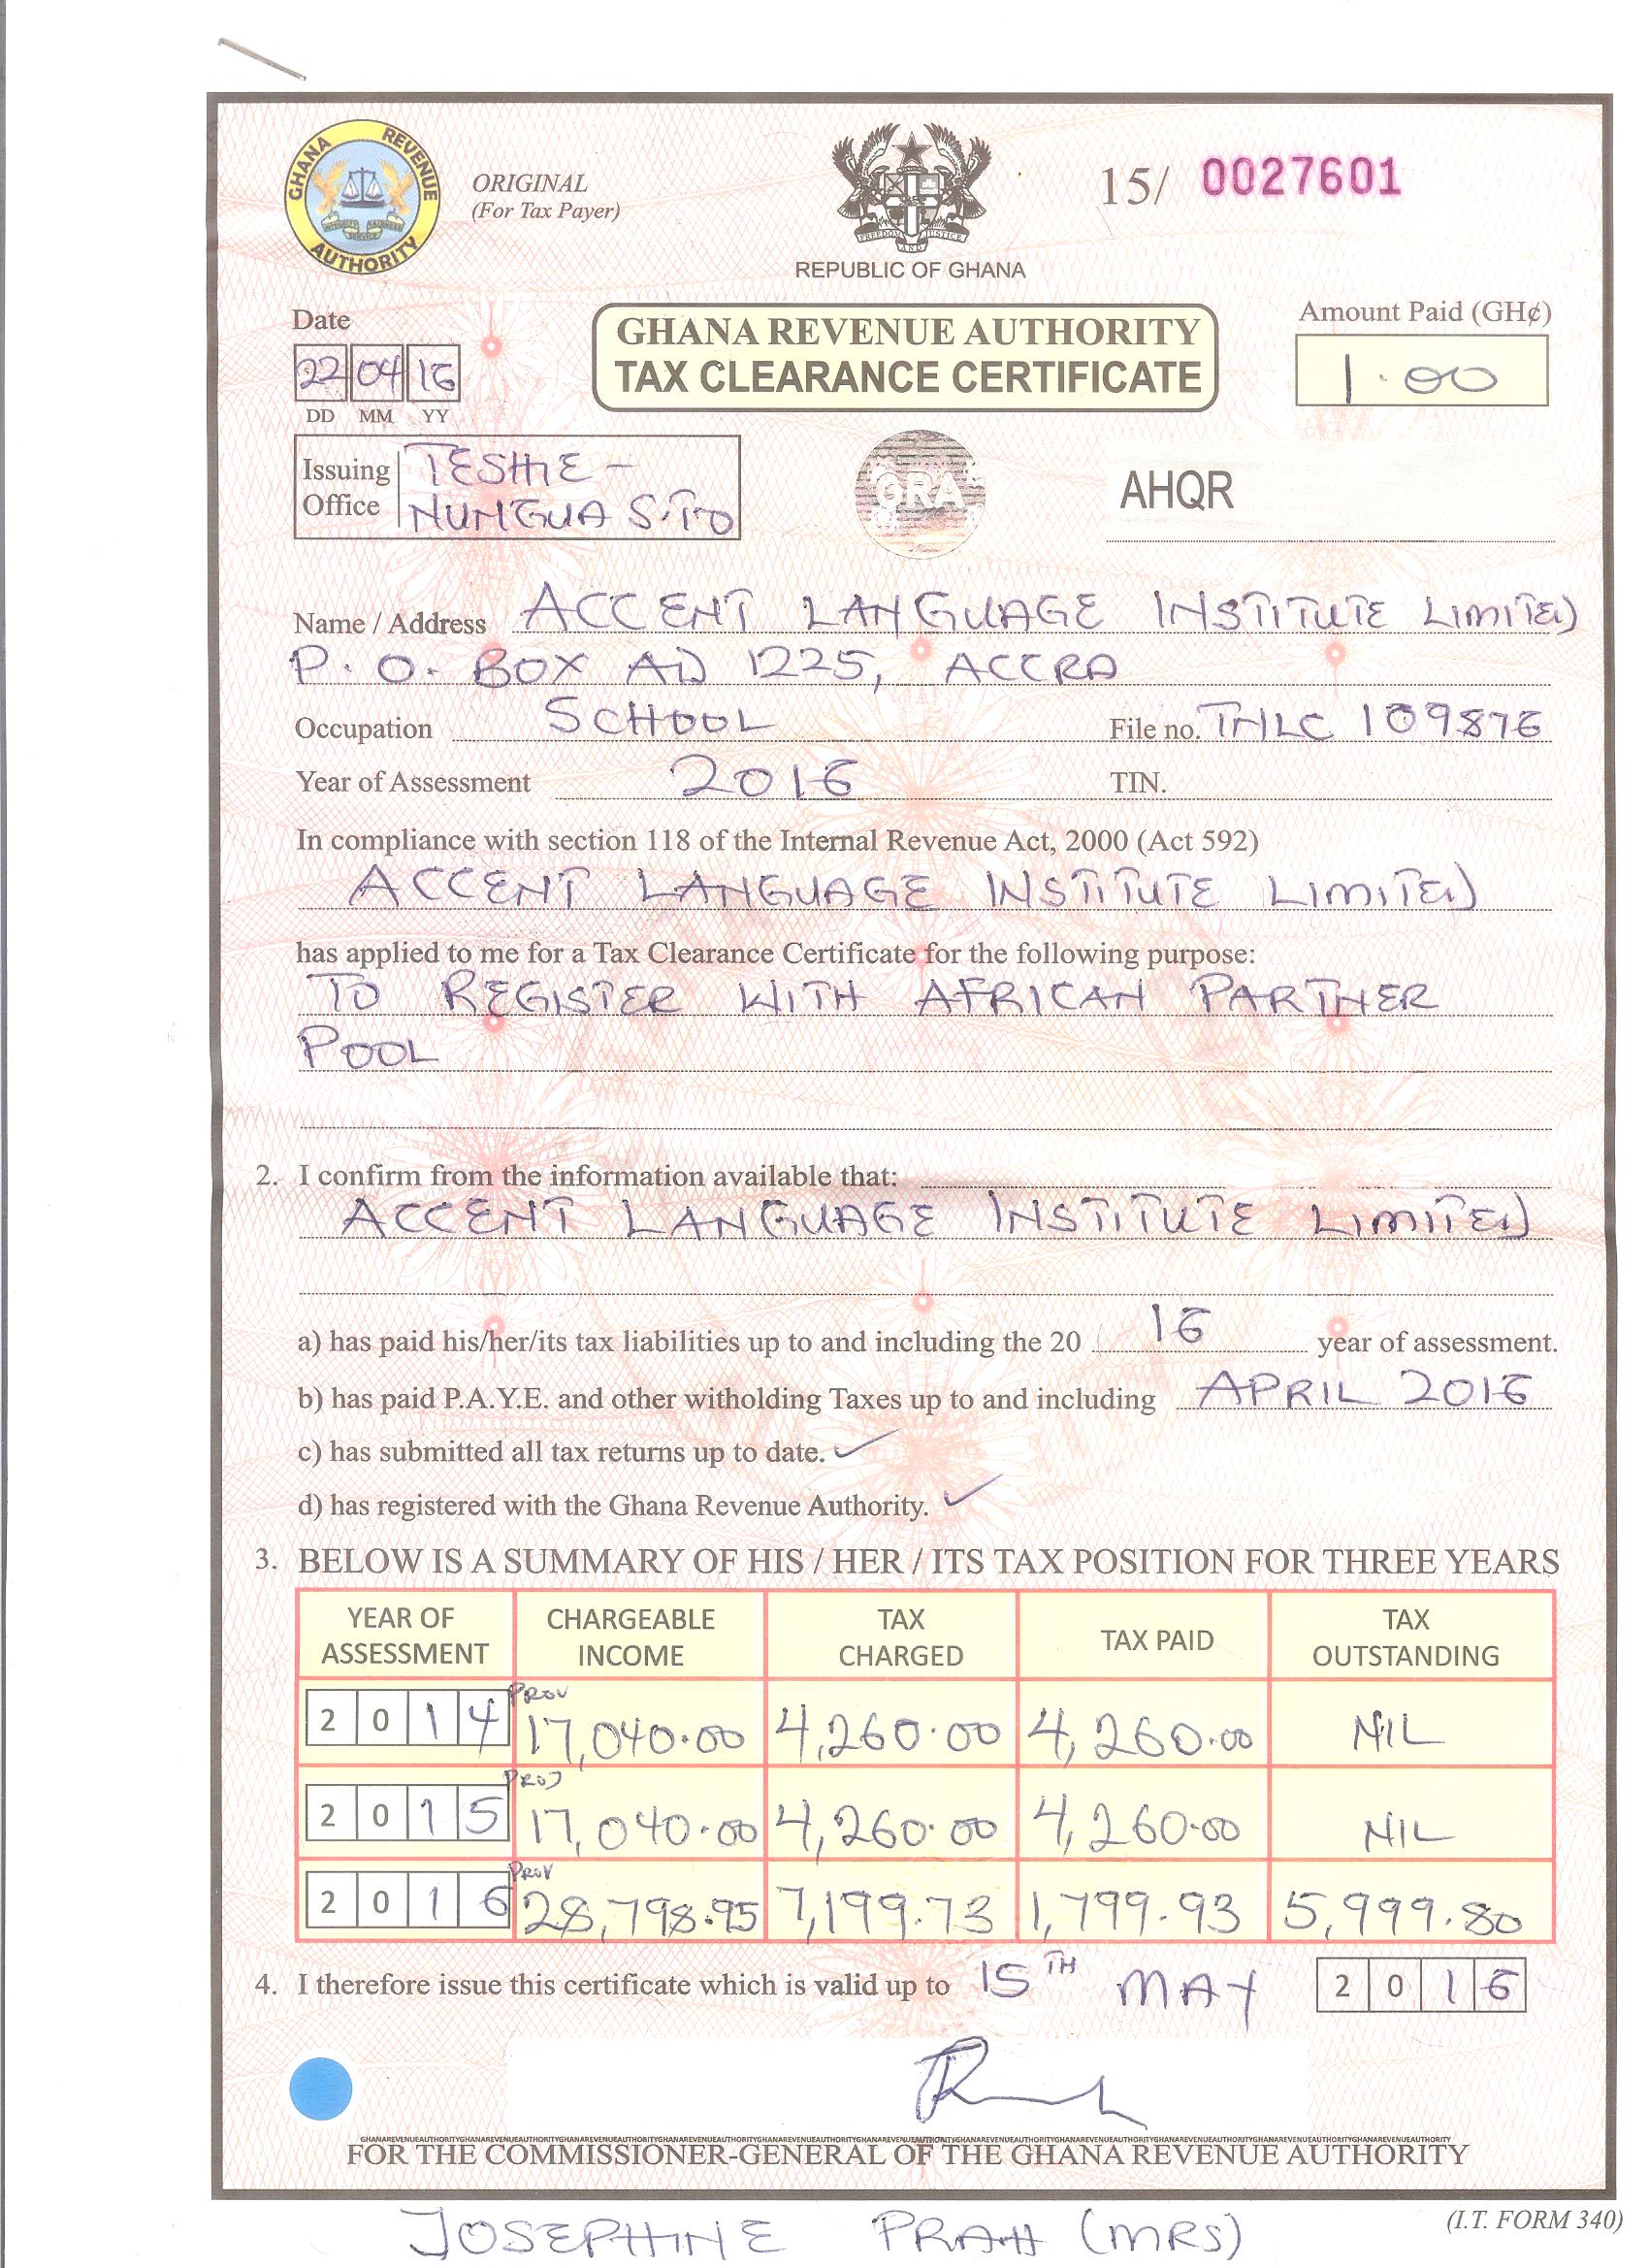 GHANA REVENUE AUTHORITY
ORIGINAL
(For Tax Payer)
FREEDOM AND JUSTICE
REPUBLIC OF GHANA
15/ 0027601
Date
22 04 16
DD MM YY
GHANA REVENUE AUTHORITY
TAX CLEARANCE CERTIFICATE
Amount Paid (GH¢)
1.00
Issuing Office TESHIE -
NUNGUA S.T.O
GRA
AHQR
Name / Address ACCENT LANGUAGE INSTITUTE LIMITED
P.O. BOX AD 1225, ACCRA
Occupation SCHOOL File no. TNLC 109876
Year of Assessment 2016 TIN.
In compliance with section 118 of the Internal Revenue Act, 2000 (Act 592)
ACCENT LANGUAGE INSTITUTE LIMITED
has applied to me for a Tax Clearance Certificate for the following purpose:
TO REGISTER WITH AFRICAN PARTNER
POOL
2. I confirm from the information available that:
ACCENT LANGUAGE INSTITUTE LIMITED
a) has paid his/her/its tax liabilities up to and including the 20 16 year of assessment.
b) has paid P.A.Y.E. and other witholding Taxes up to and including APRIL 2016
c) has submitted all tax returns up to date. ✓
d) has registered with the Ghana Revenue Authority. ✓
3. BELOW IS A SUMMARY OF HIS / HER / ITS TAX POSITION FOR THREE YEARS
YEAR OF ASSESSMENT CHARGEABLE INCOME TAX CHARGED TAX PAID TAX OUTSTANDING
2014 PROV 17,040.00 4,260.00 4,260.00 NIL
2015 PROV 17,040.00 4,260.00 4,260.00 NIL
2016 PROV 28,798.95 7,199.73 1,799.93 5,999.80
4. I therefore issue this certificate which is valid up to 15TH MAY 2016
FOR THE COMMISSIONER-GENERAL OF THE GHANA REVENUE AUTHORITY
(I.T. FORM 340)
JOSEPHINE PRAH (MRS)